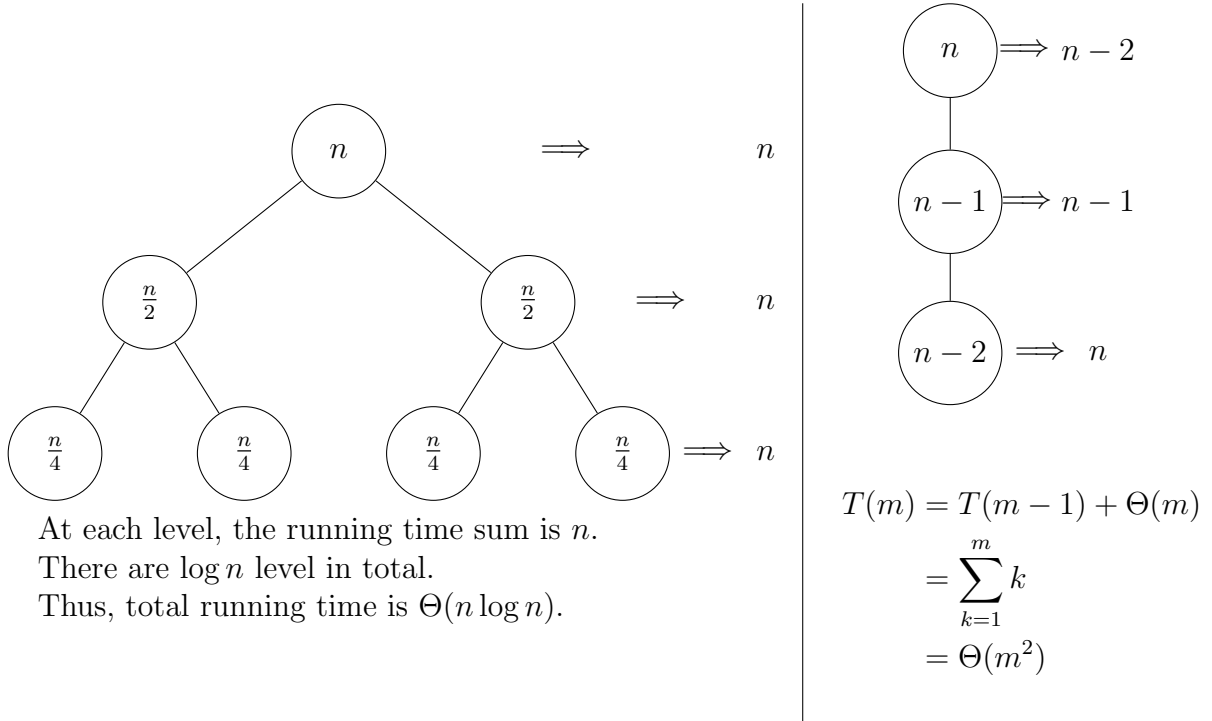 n ⟹ n
n/2 n/2 ⟹ n
n/4 n/4 n/4 n/4 ⟹ n
At each level, the running time sum is n.
There are log n level in total.
Thus, total running time is Θ(n log n).
n ⟹ n − 2
n − 1 ⟹ n − 1
n − 2 ⟹ n
T(m) = T(m − 1) + Θ(m)
= ∑_{k=1}^{m} k
= Θ(m²)